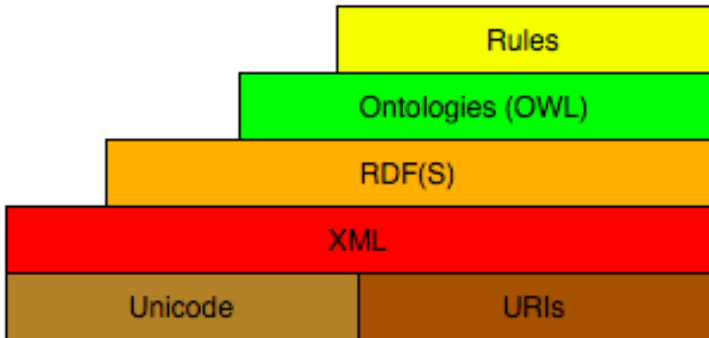 Rules
Ontologies (OWL)
RDF(S)
XML
Unicode
URIs